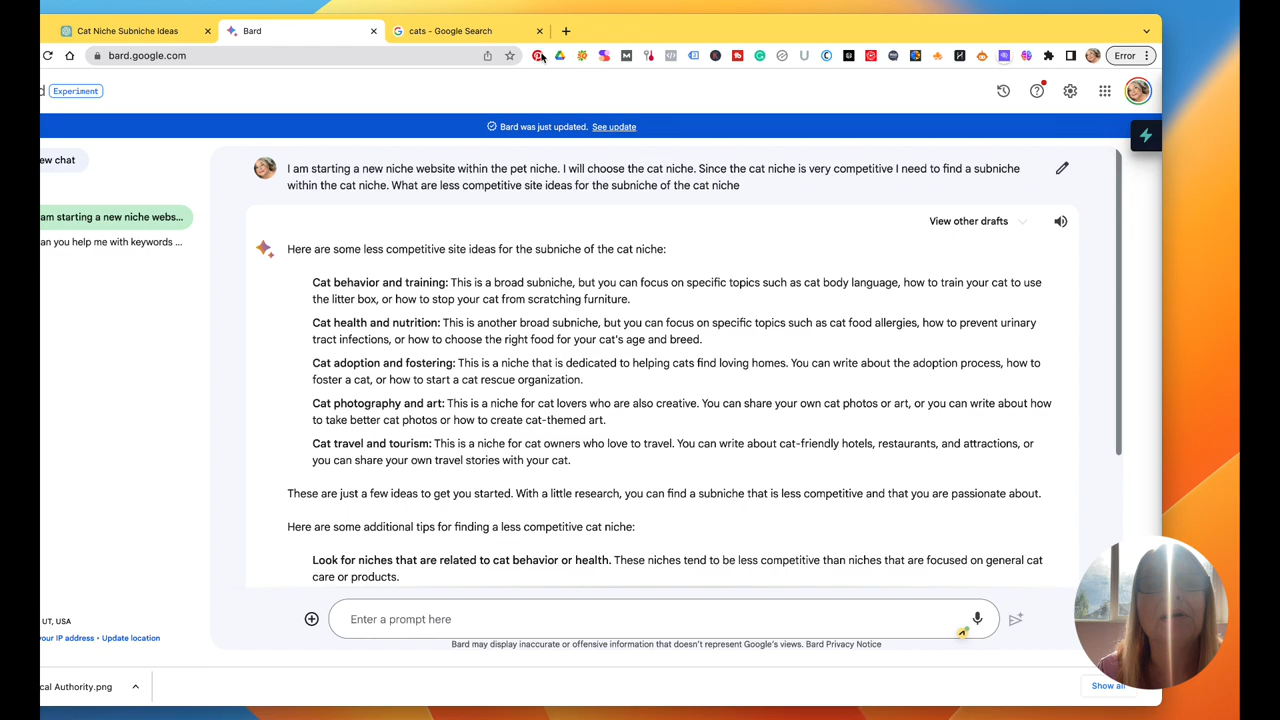 Cat Niche Subniche Ideas
Bard
cats - Google Search
bard.google.com
Error
d Experiment
Bard was just updated. See update
ew chat
am starting a new niche webs...
an you help me with keywords ...
I am starting a new niche website within the pet niche. I will choose the cat niche. Since the cat niche is very competitive I need to find a subniche
within the cat niche. What are less competitive site ideas for the subniche of the cat niche
View other drafts
Here are some less competitive site ideas for the subniche of the cat niche:
Cat behavior and training: This is a broad subniche, but you can focus on specific topics such as cat body language, how to train your cat to use
the litter box, or how to stop your cat from scratching furniture.
Cat health and nutrition: This is another broad subniche, but you can focus on specific topics such as cat food allergies, how to prevent urinary
tract infections, or how to choose the right food for your cat's age and breed.
Cat adoption and fostering: This is a niche that is dedicated to helping cats find loving homes. You can write about the adoption process, how to
foster a cat, or how to start a cat rescue organization.
Cat photography and art: This is a niche for cat lovers who are also creative. You can share your own cat photos or art, or you can write about how
to take better cat photos or how to create cat-themed art.
Cat travel and tourism: This is a niche for cat owners who love to travel. You can write about cat-friendly hotels, restaurants, and attractions, or
you can share your own travel stories with your cat.
These are just a few ideas to get you started. With a little research, you can find a subniche that is less competitive and that you are passionate about.
Here are some additional tips for finding a less competitive cat niche:
Look for niches that are related to cat behavior or health. These niches tend to be less competitive than niches that are focused on general cat
care or products.
Enter a prompt here
UT, USA
our IP address • Update location
Bard may display inaccurate or offensive information that doesn't represent Google's views. Bard Privacy Notice
cal Authority.png
Show all